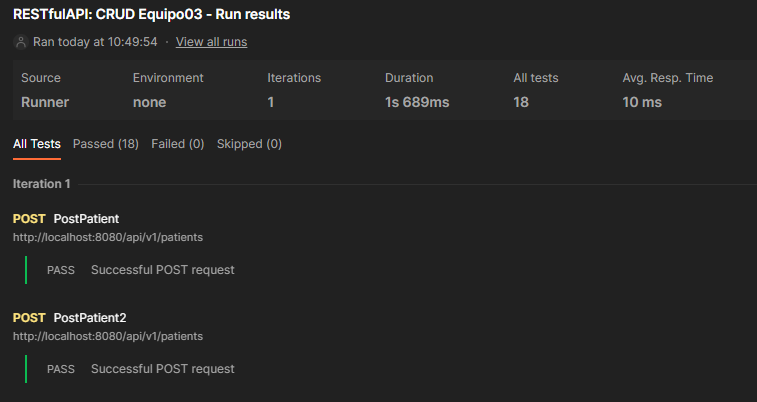 RESTfulAPI: CRUD Equipo03 - Run results
Ran today at 10:49:54 · View all runs
Source Environment Iterations Duration All tests Avg. Resp. Time
Runner none 1 1s 689ms 18 10 ms
All Tests Passed (18) Failed (0) Skipped (0)
Iteration 1
POST PostPatient
http://localhost:8080/api/v1/patients
PASS Successful POST request
POST PostPatient2
http://localhost:8080/api/v1/patients
PASS Successful POST request